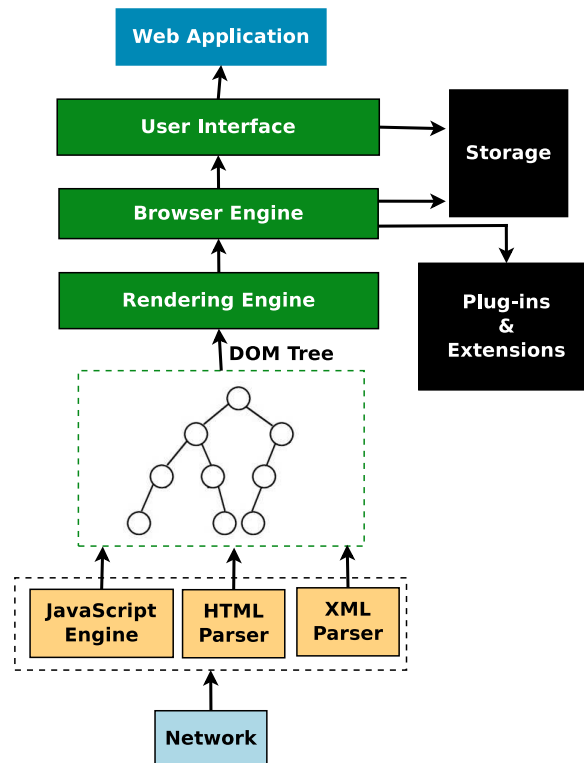 Web Application
User Interface
Storage
Browser Engine
Rendering Engine
Plug-ins
&
Extensions
DOM Tree
JavaScript
Engine
HTML
Parser
XML
Parser
Network